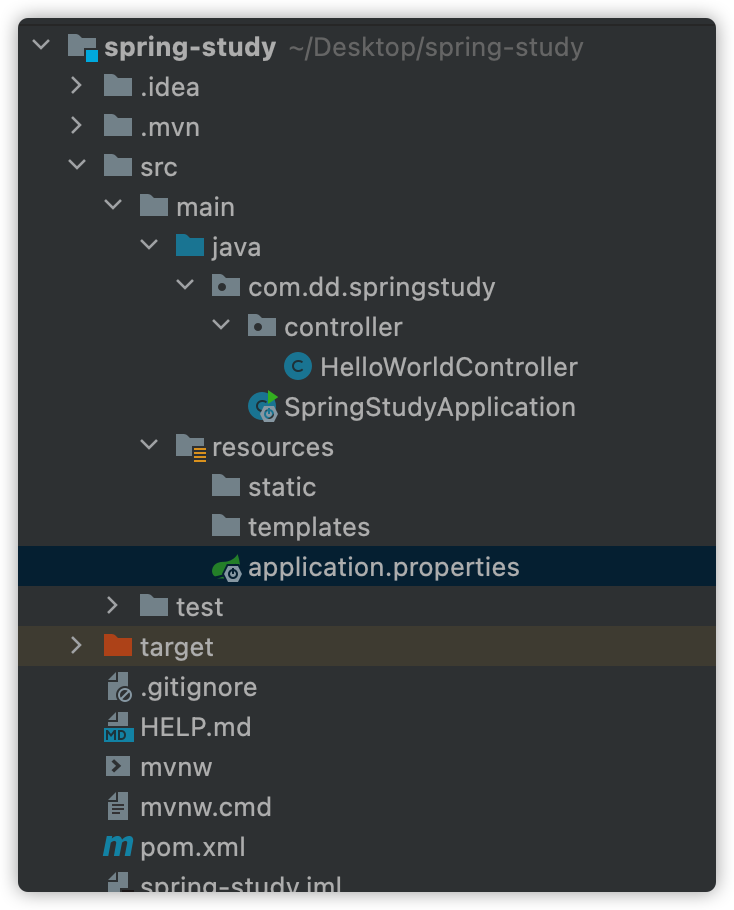 spring-study ~/Desktop/spring-study
.idea
.mvn
src
main
java
com.dd.springstudy
controller
C HelloWorldController
C SpringStudyApplication
resources
static
templates
application.properties
test
target
.gitignore
MD HELP.md
mvnw
mvnw.cmd
m pom.xml
spring-study.iml